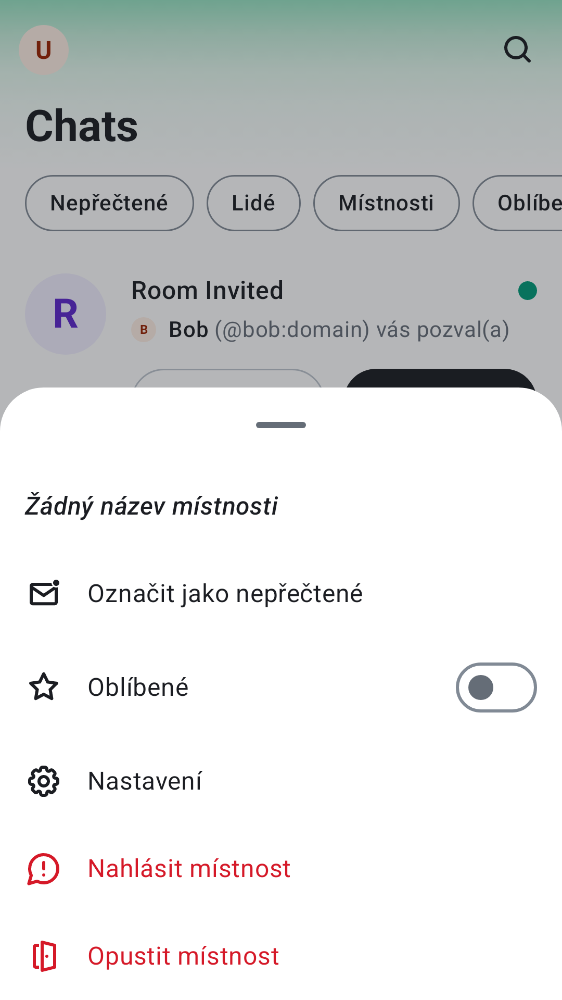 U
Chats
Nepřečtené Lidé Místnosti Oblíbe
R
Room Invited
B Bob (@bob:domain) vás pozval(a)
Žádný název místnosti
Označit jako nepřečtené
Oblíbené
Nastavení
Nahlásit místnost
Opustit místnost